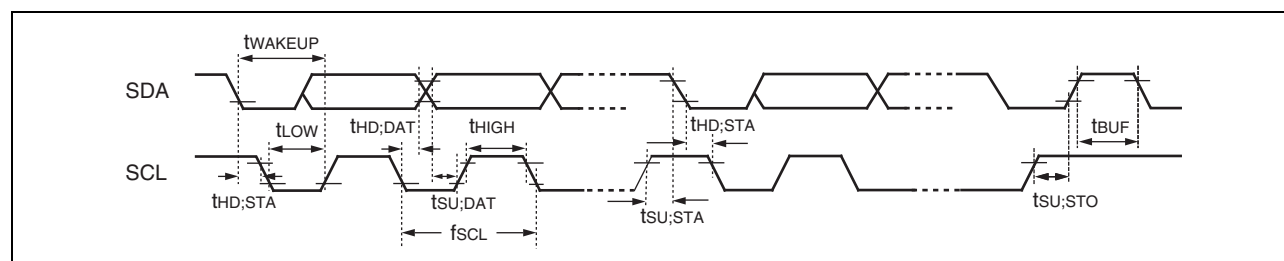 tWAKEUP
SDA
tLOW
tHD;DAT
tHIGH
tHD;STA
tBUF
SCL
tHD;STA
tSU;DAT
tSU;STA
tSU;STO
fSCL